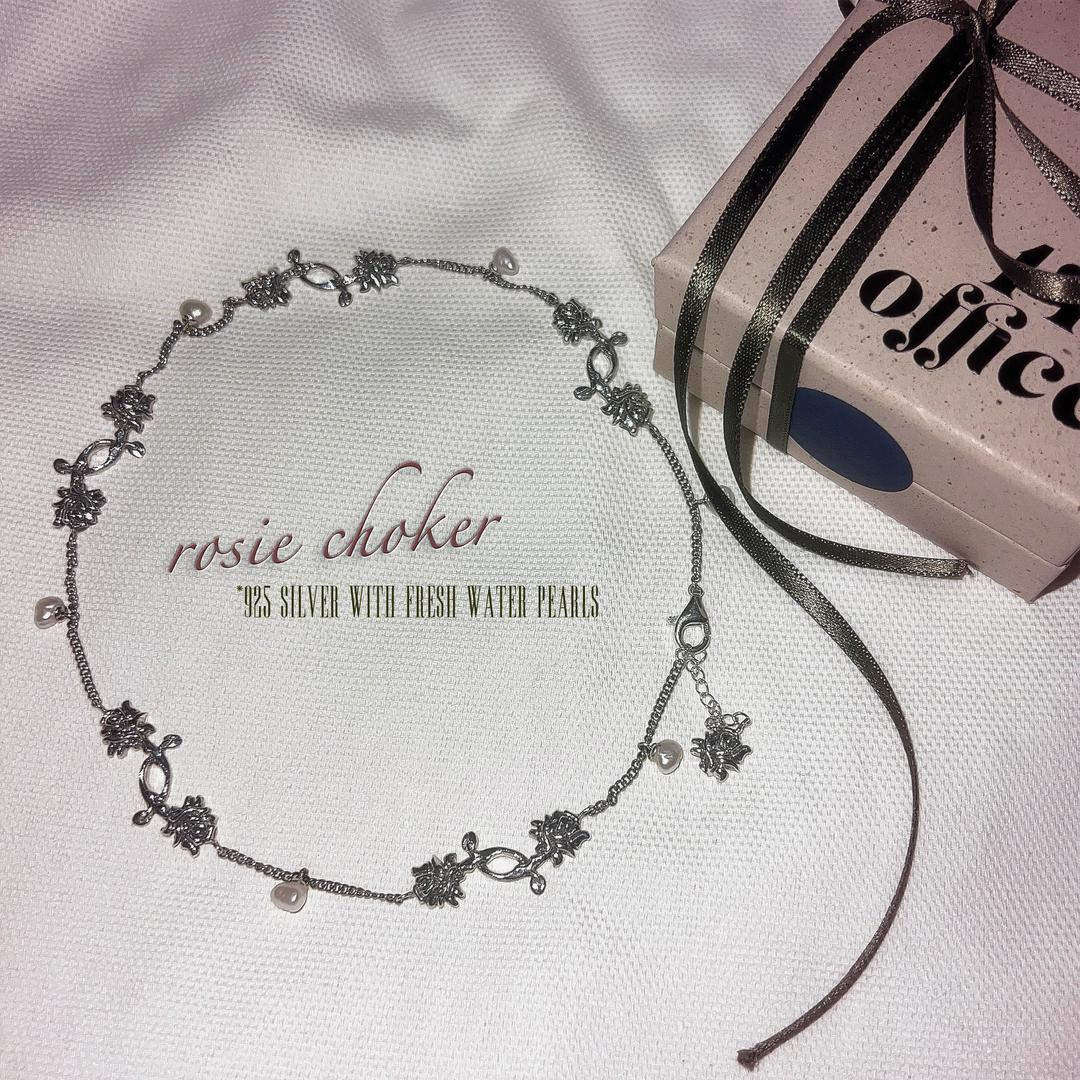 rosie choker
*925 SILVER WITH FRESH WATER PEARLS
office